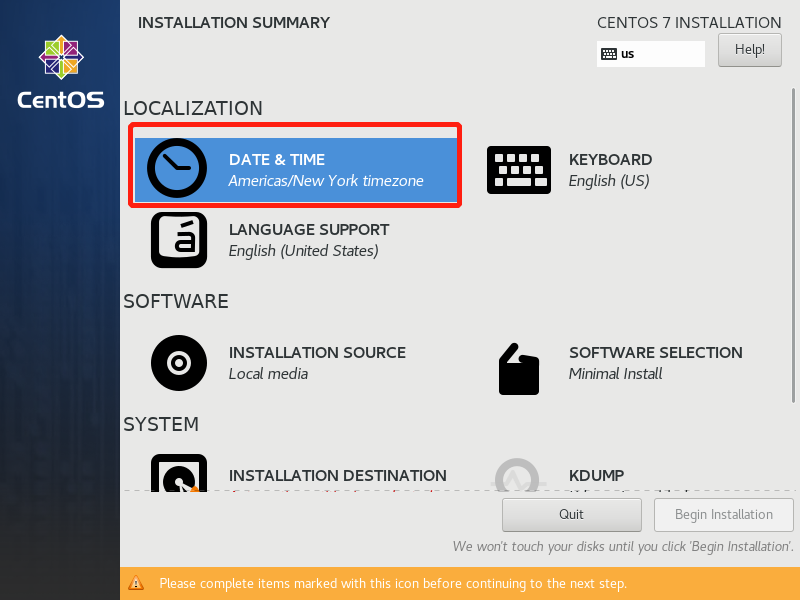 INSTALLATION SUMMARY
CENTOS 7 INSTALLATION
us
Help!
CentOS
LOCALIZATION
DATE & TIME
Americas/New York timezone
KEYBOARD
English (US)
á
LANGUAGE SUPPORT
English (United States)
SOFTWARE
INSTALLATION SOURCE
Local media
SOFTWARE SELECTION
Minimal Install
SYSTEM
INSTALLATION DESTINATION
KDUMP
Quit
Begin Installation
We won't touch your disks until you click 'Begin Installation'.
Please complete items marked with this icon before continuing to the next step.